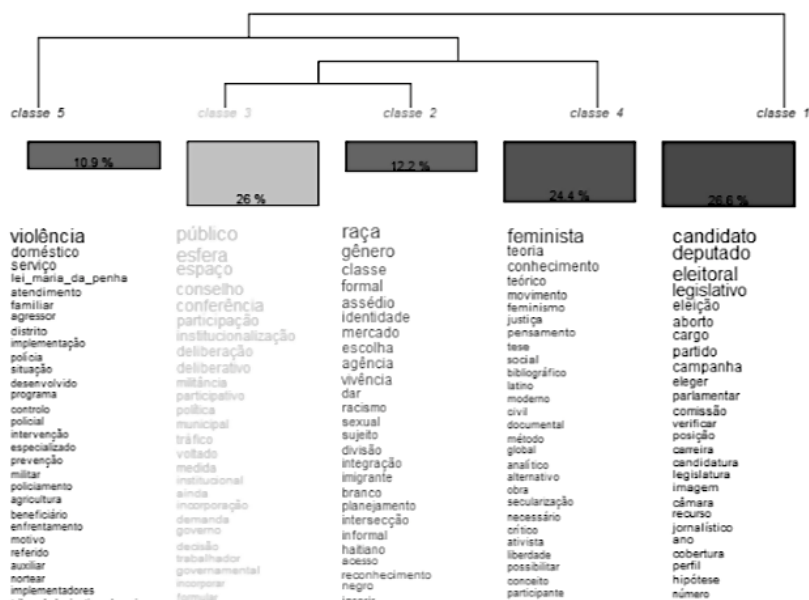 classe 5
classe 3
classe 2
classe 4
classe 1
10.9 %
26 %
12.2 %
24.4 %
26.6 %
violência
doméstico
serviço
lei_maria_da_penha
atendimento
familiar
agressor
distrito
implementação
polícia
situação
desenvolvido
programa
controlo
policial
intervenção
especializado
prevenção
militar
policiamento
agricultura
beneficiário
enfrentamento
motivo
referido
auxiliar
nortear
implementadores
público
esfera
espaço
conselho
conferência
participação
institucionalização
deliberação
deliberativo
militância
participativo
política
municipal
tráfico
voltado
medida
institucional
ainda
incorporação
demanda
governo
decisão
trabalhador
governamental
incorporar
formular
raça
gênero
classe
formal
assédio
identidade
mercado
escolha
agência
vivência
dar
racismo
sexual
sujeito
divisão
integração
imigrante
branco
planejamento
intersecção
informal
haitiano
acesso
reconhecimento
negro
feminista
teoria
conhecimento
teórico
movimento
feminismo
justiça
pensamento
tese
social
bibliográfico
latino
moderno
civil
documental
método
global
analítico
alternativo
obra
secularização
necessário
crítico
ativista
liberdade
possibilitar
conceito
participante
candidato
deputado
eleitoral
legislativo
eleição
aborto
cargo
partido
campanha
eleger
parlamentar
comissão
verificar
posição
carreira
candidatura
legislatura
imagem
câmara
recurso
jornalístico
ano
cobertura
perfil
hipótese
número